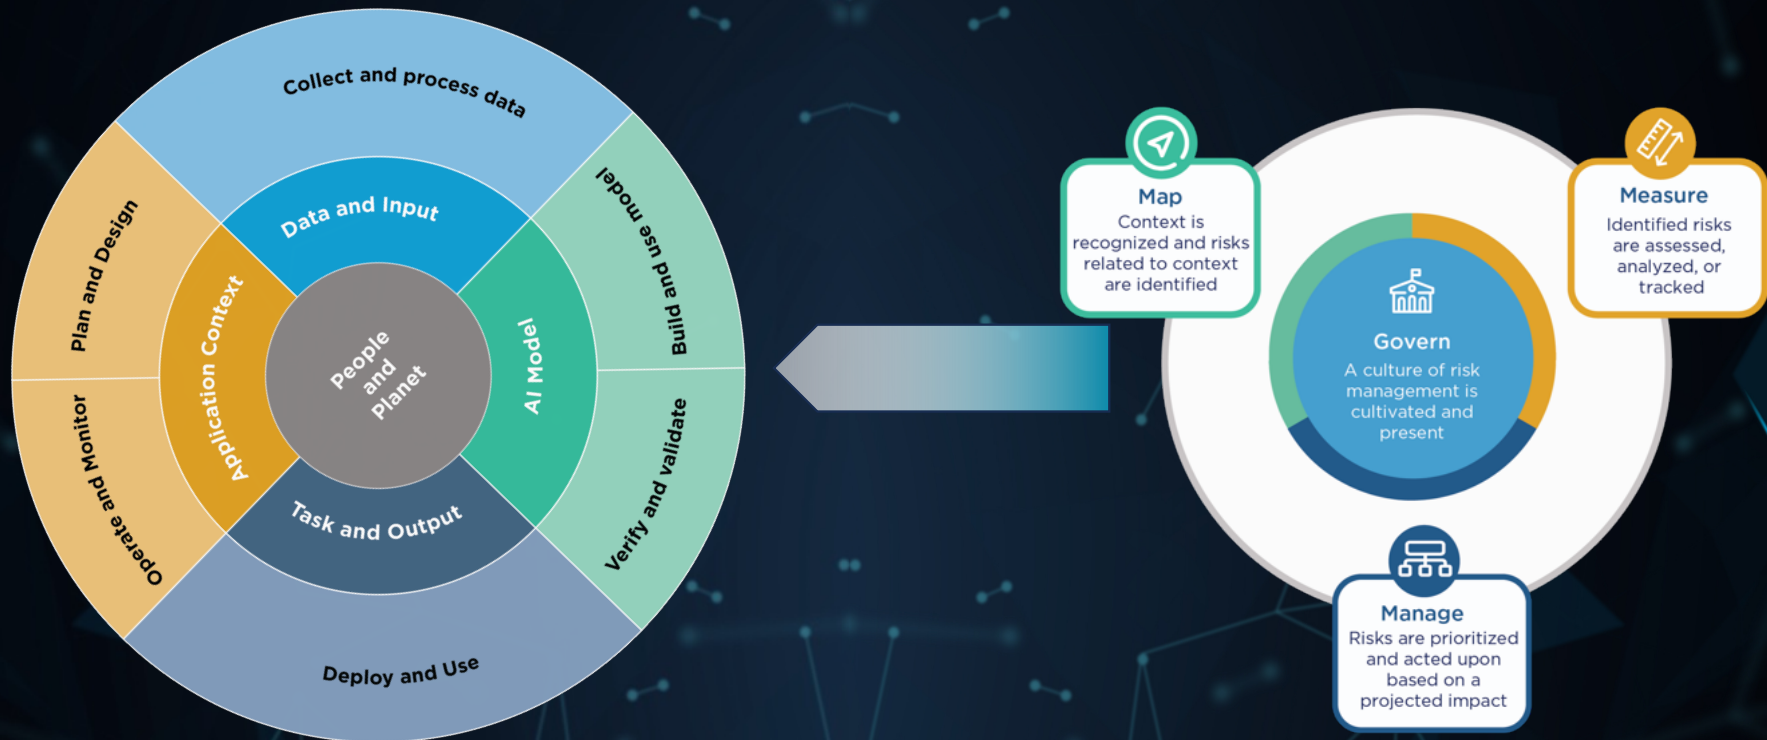 Collect and process data
Data and Input
Plan and Design
Application Context
Operate and Monitor
People
and
Planet
AI Model
Build and use model
Verify and validate
Task and Output
Deploy and Use
Map
Context is
recognized and risks
related to context
are identified
Measure
Identified risks
are assessed,
analyzed, or
tracked
Govern
A culture of risk
management is
cultivated and
present
Manage
Risks are prioritized
and acted upon
based on a
projected impact